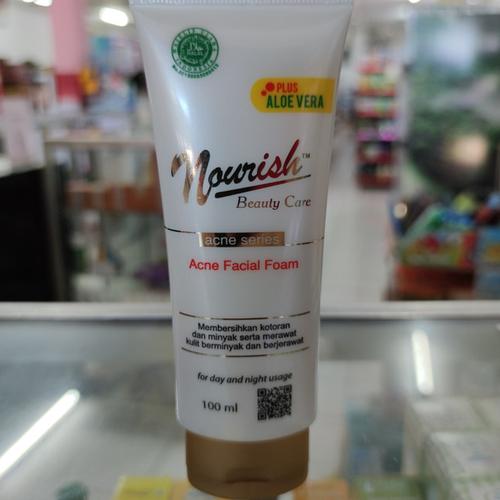 PLUS
ALOE VERA
Nourish™
Beauty Care
acne series
Acne Facial Foam
Membersihkan kotoran
dan minyak serta merawat
kulit berminyak dan berjerawat
for day and night usage
100 ml